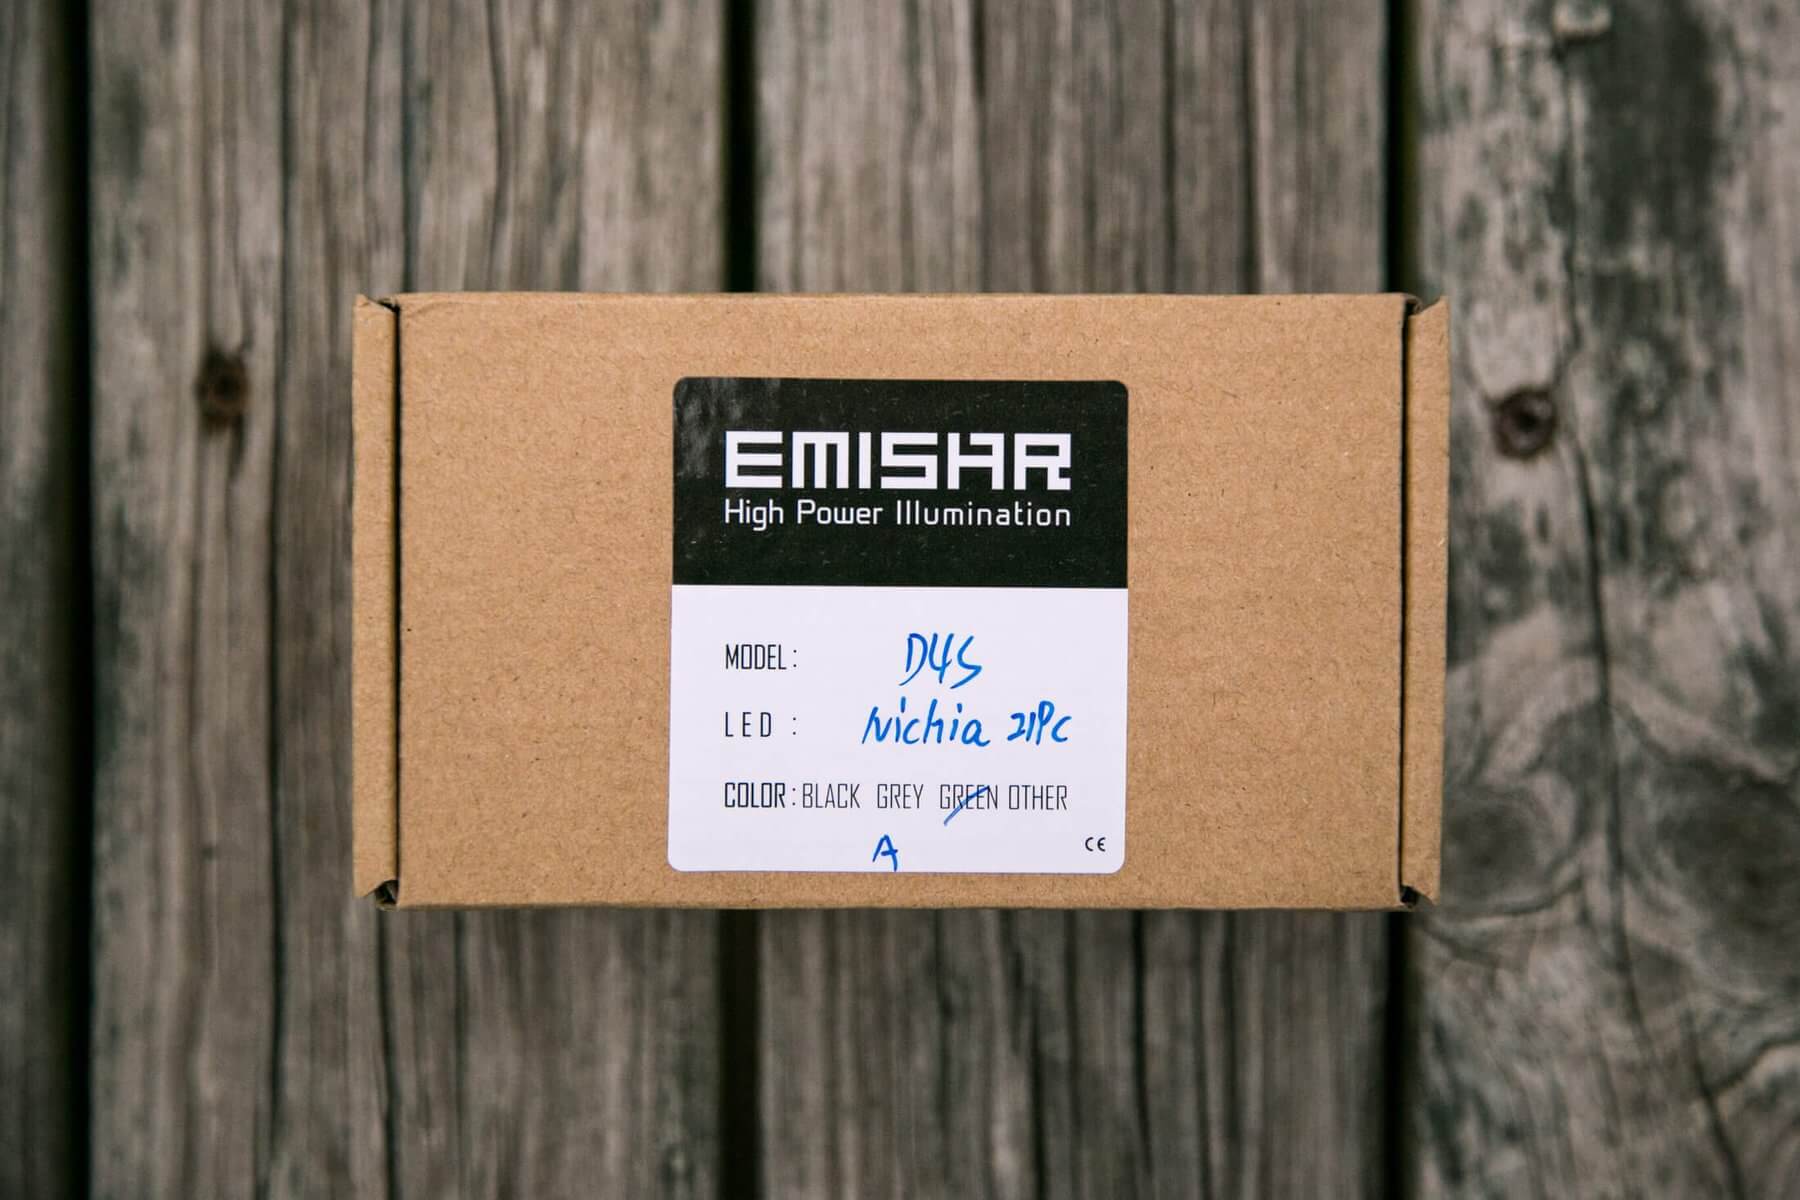 EMISAR
High Power Illumination
MODEL: D4S
LED: Nichia 219c
COLOR: BLACK GREY GREEN OTHER
A
CE